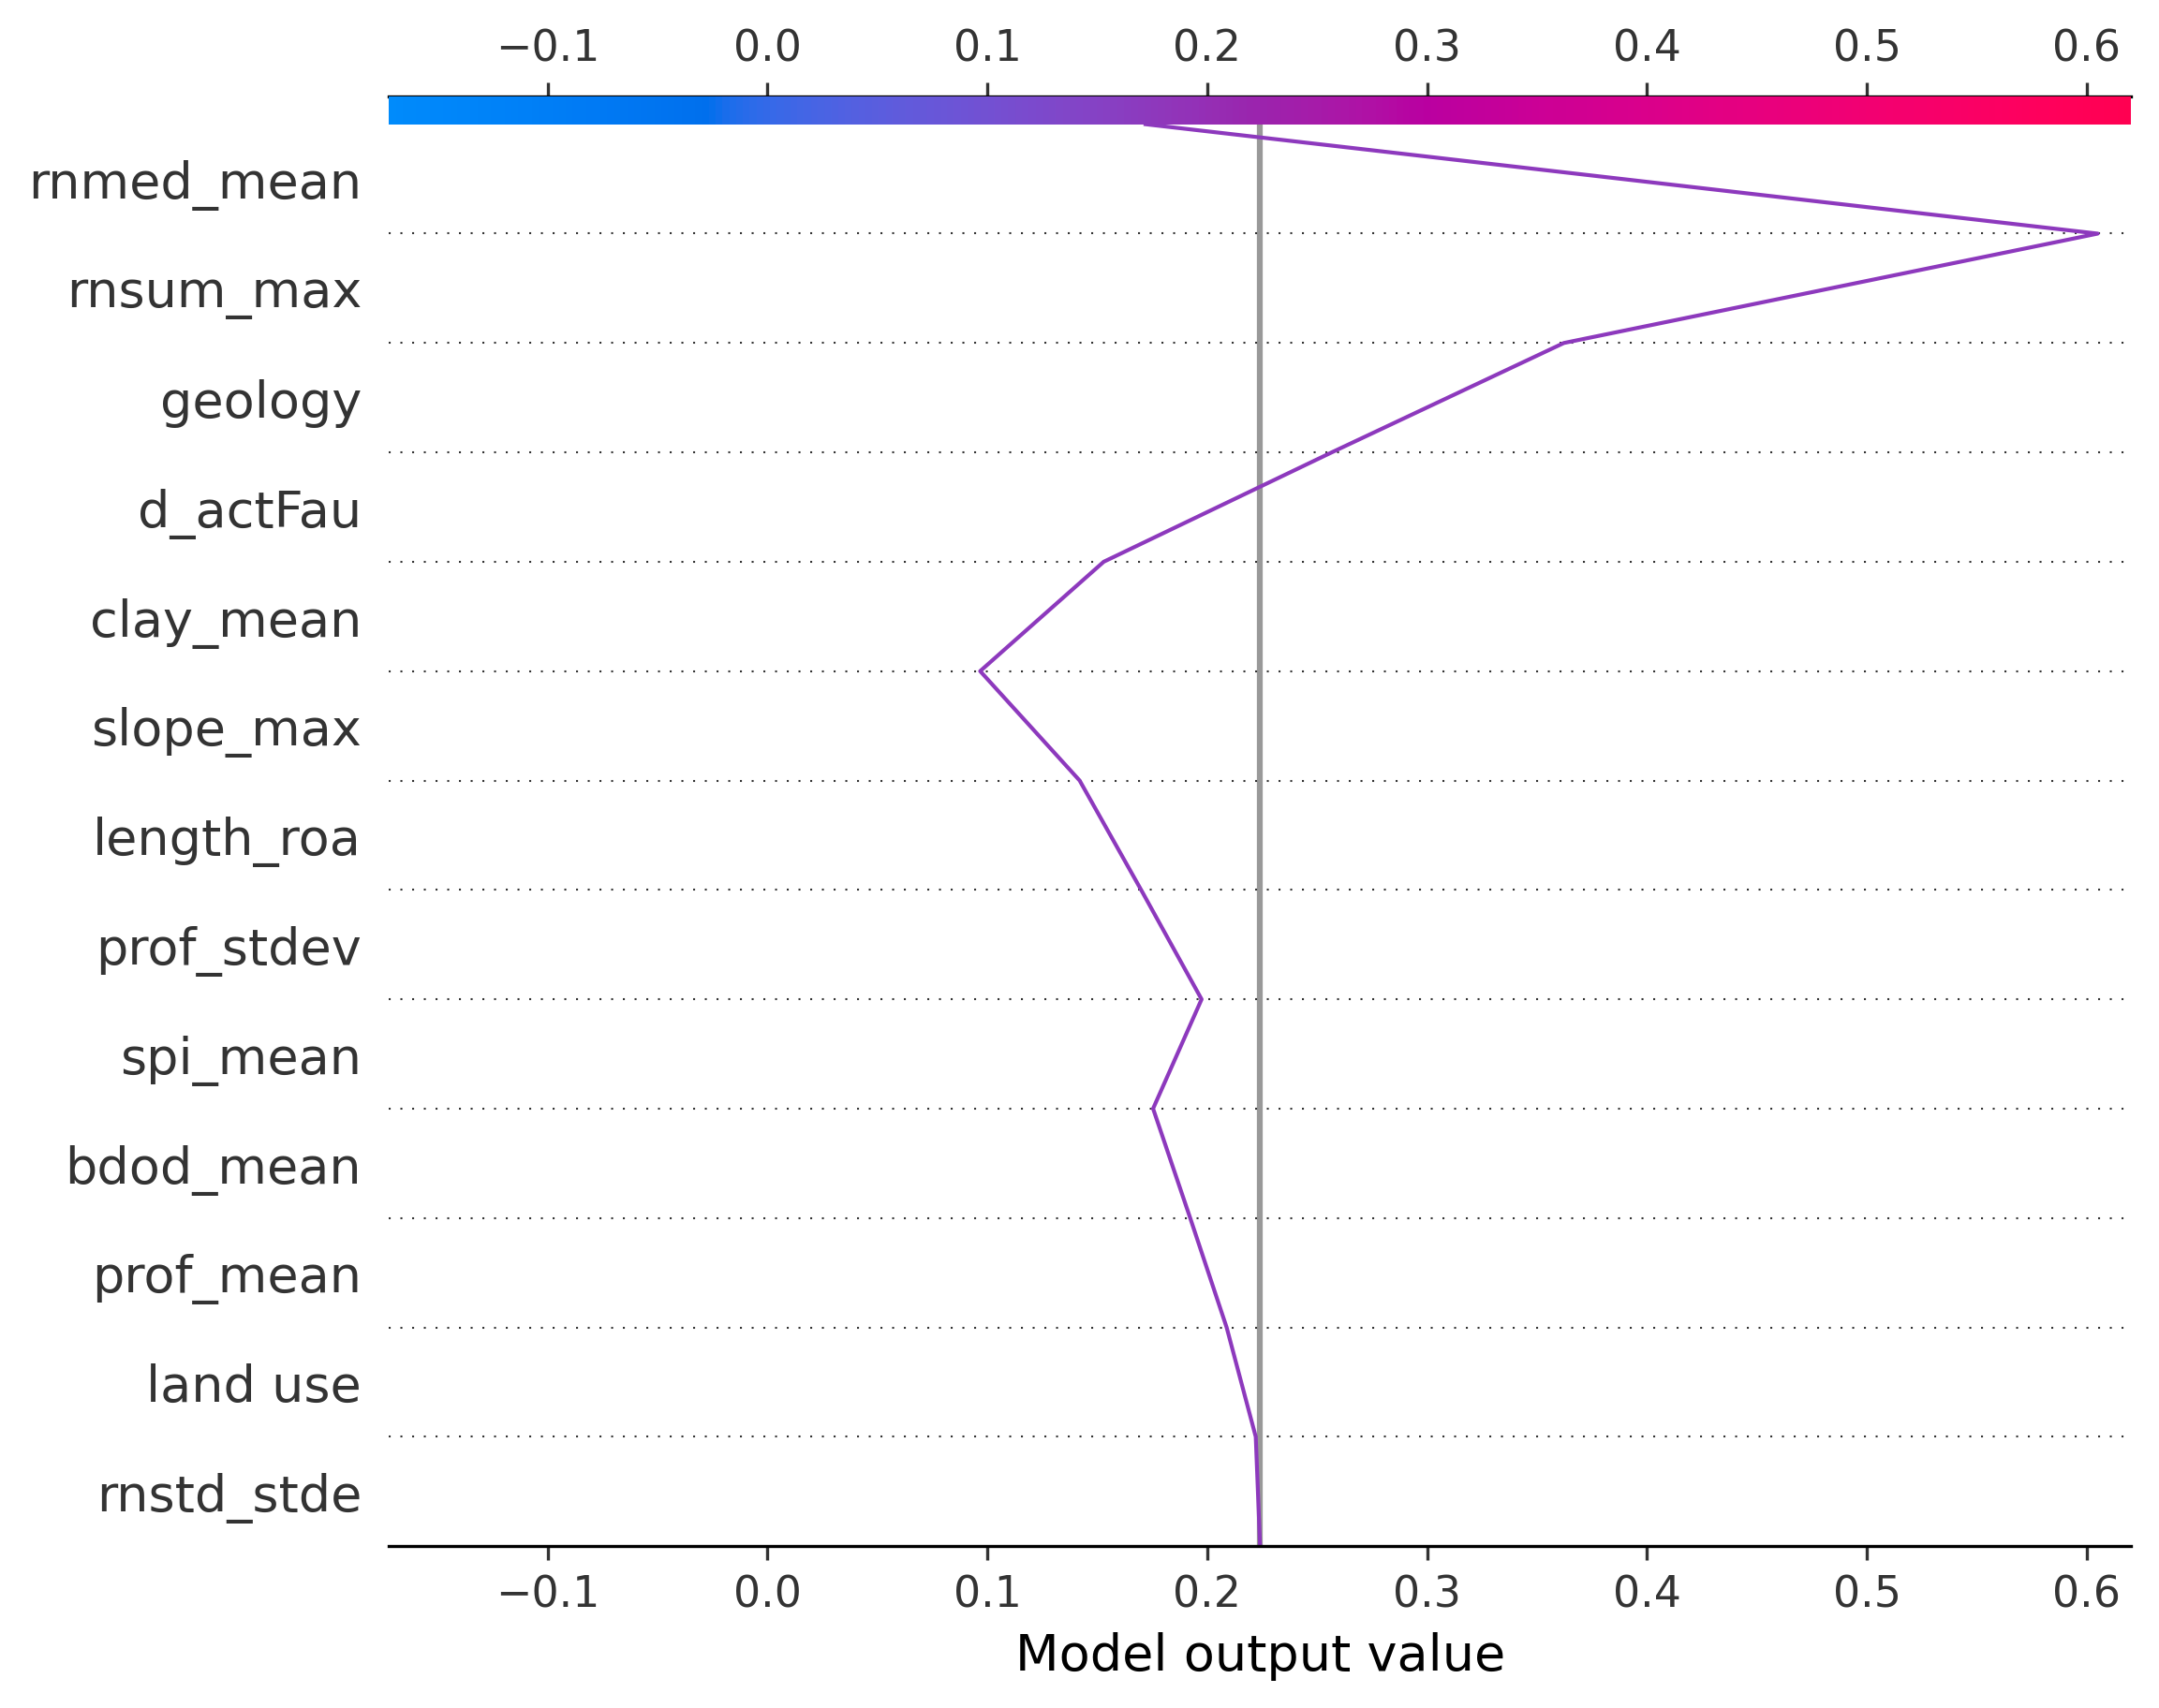 −0.1 0.0 0.1 0.2 0.3 0.4 0.5 0.6
rnmed_mean
rnsum_max
geology
d_actFau
clay_mean
slope_max
length_roa
prof_stdev
spi_mean
bdod_mean
prof_mean
land use
rnstd_stde
−0.1 0.0 0.1 0.2 0.3 0.4 0.5 0.6
Model output value